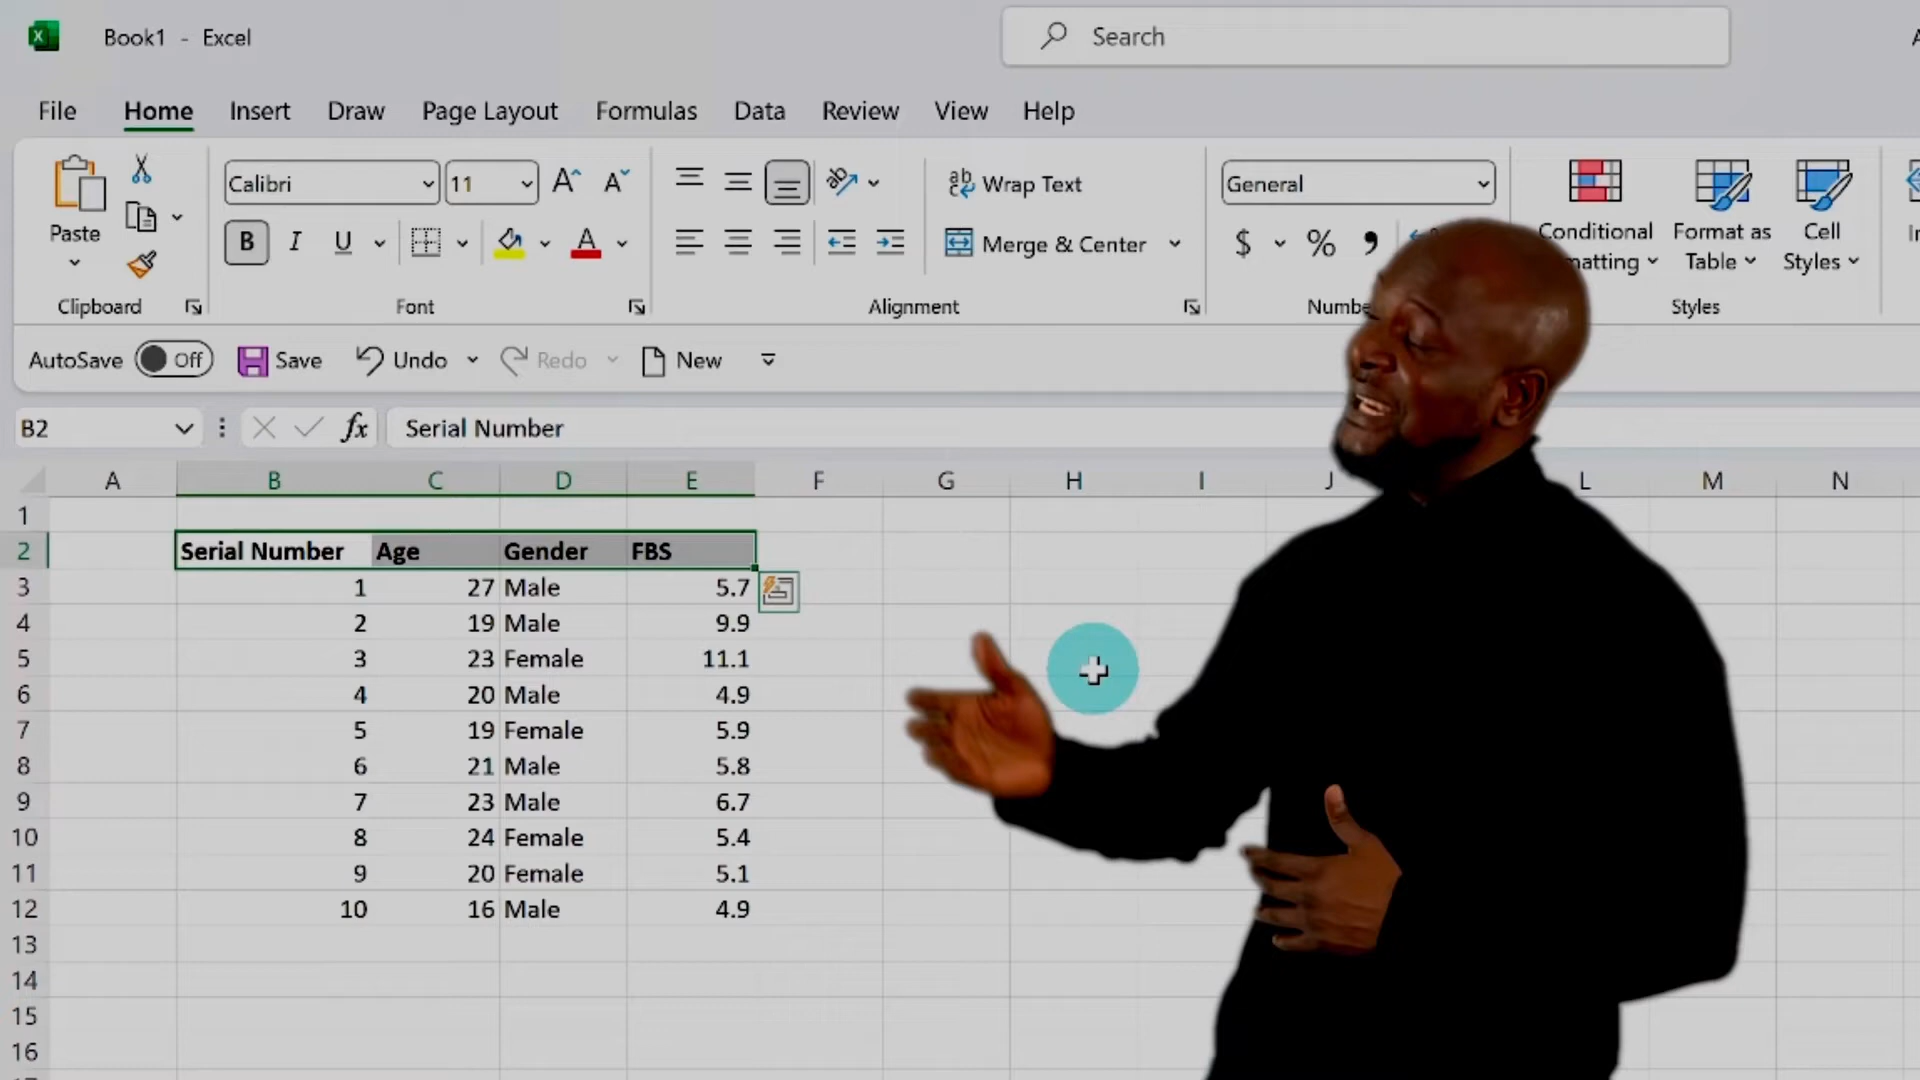 Book1 - Excel
Search
File Home Insert Draw Page Layout Formulas Data Review View Help
Paste
Clipboard
Calibri 11
B I U
Font
Wrap Text
Merge & Center
Alignment
General
$ % ,
Conditional
Format as
Table
Cell
Styles
Styles
AutoSave Off Save Undo Redo New
B2 fx Serial Number
A B C D E F G H I J L M N
1
2 Serial Number Age Gender FBS
3 1 27 Male 5.7
4 2 19 Male 9.9
5 3 23 Female 11.1
6 4 20 Male 4.9
7 5 19 Female 5.9
8 6 21 Male 5.8
9 7 23 Male 6.7
10 8 24 Female 5.4
11 9 20 Female 5.1
12 10 16 Male 4.9
13
14
15
16